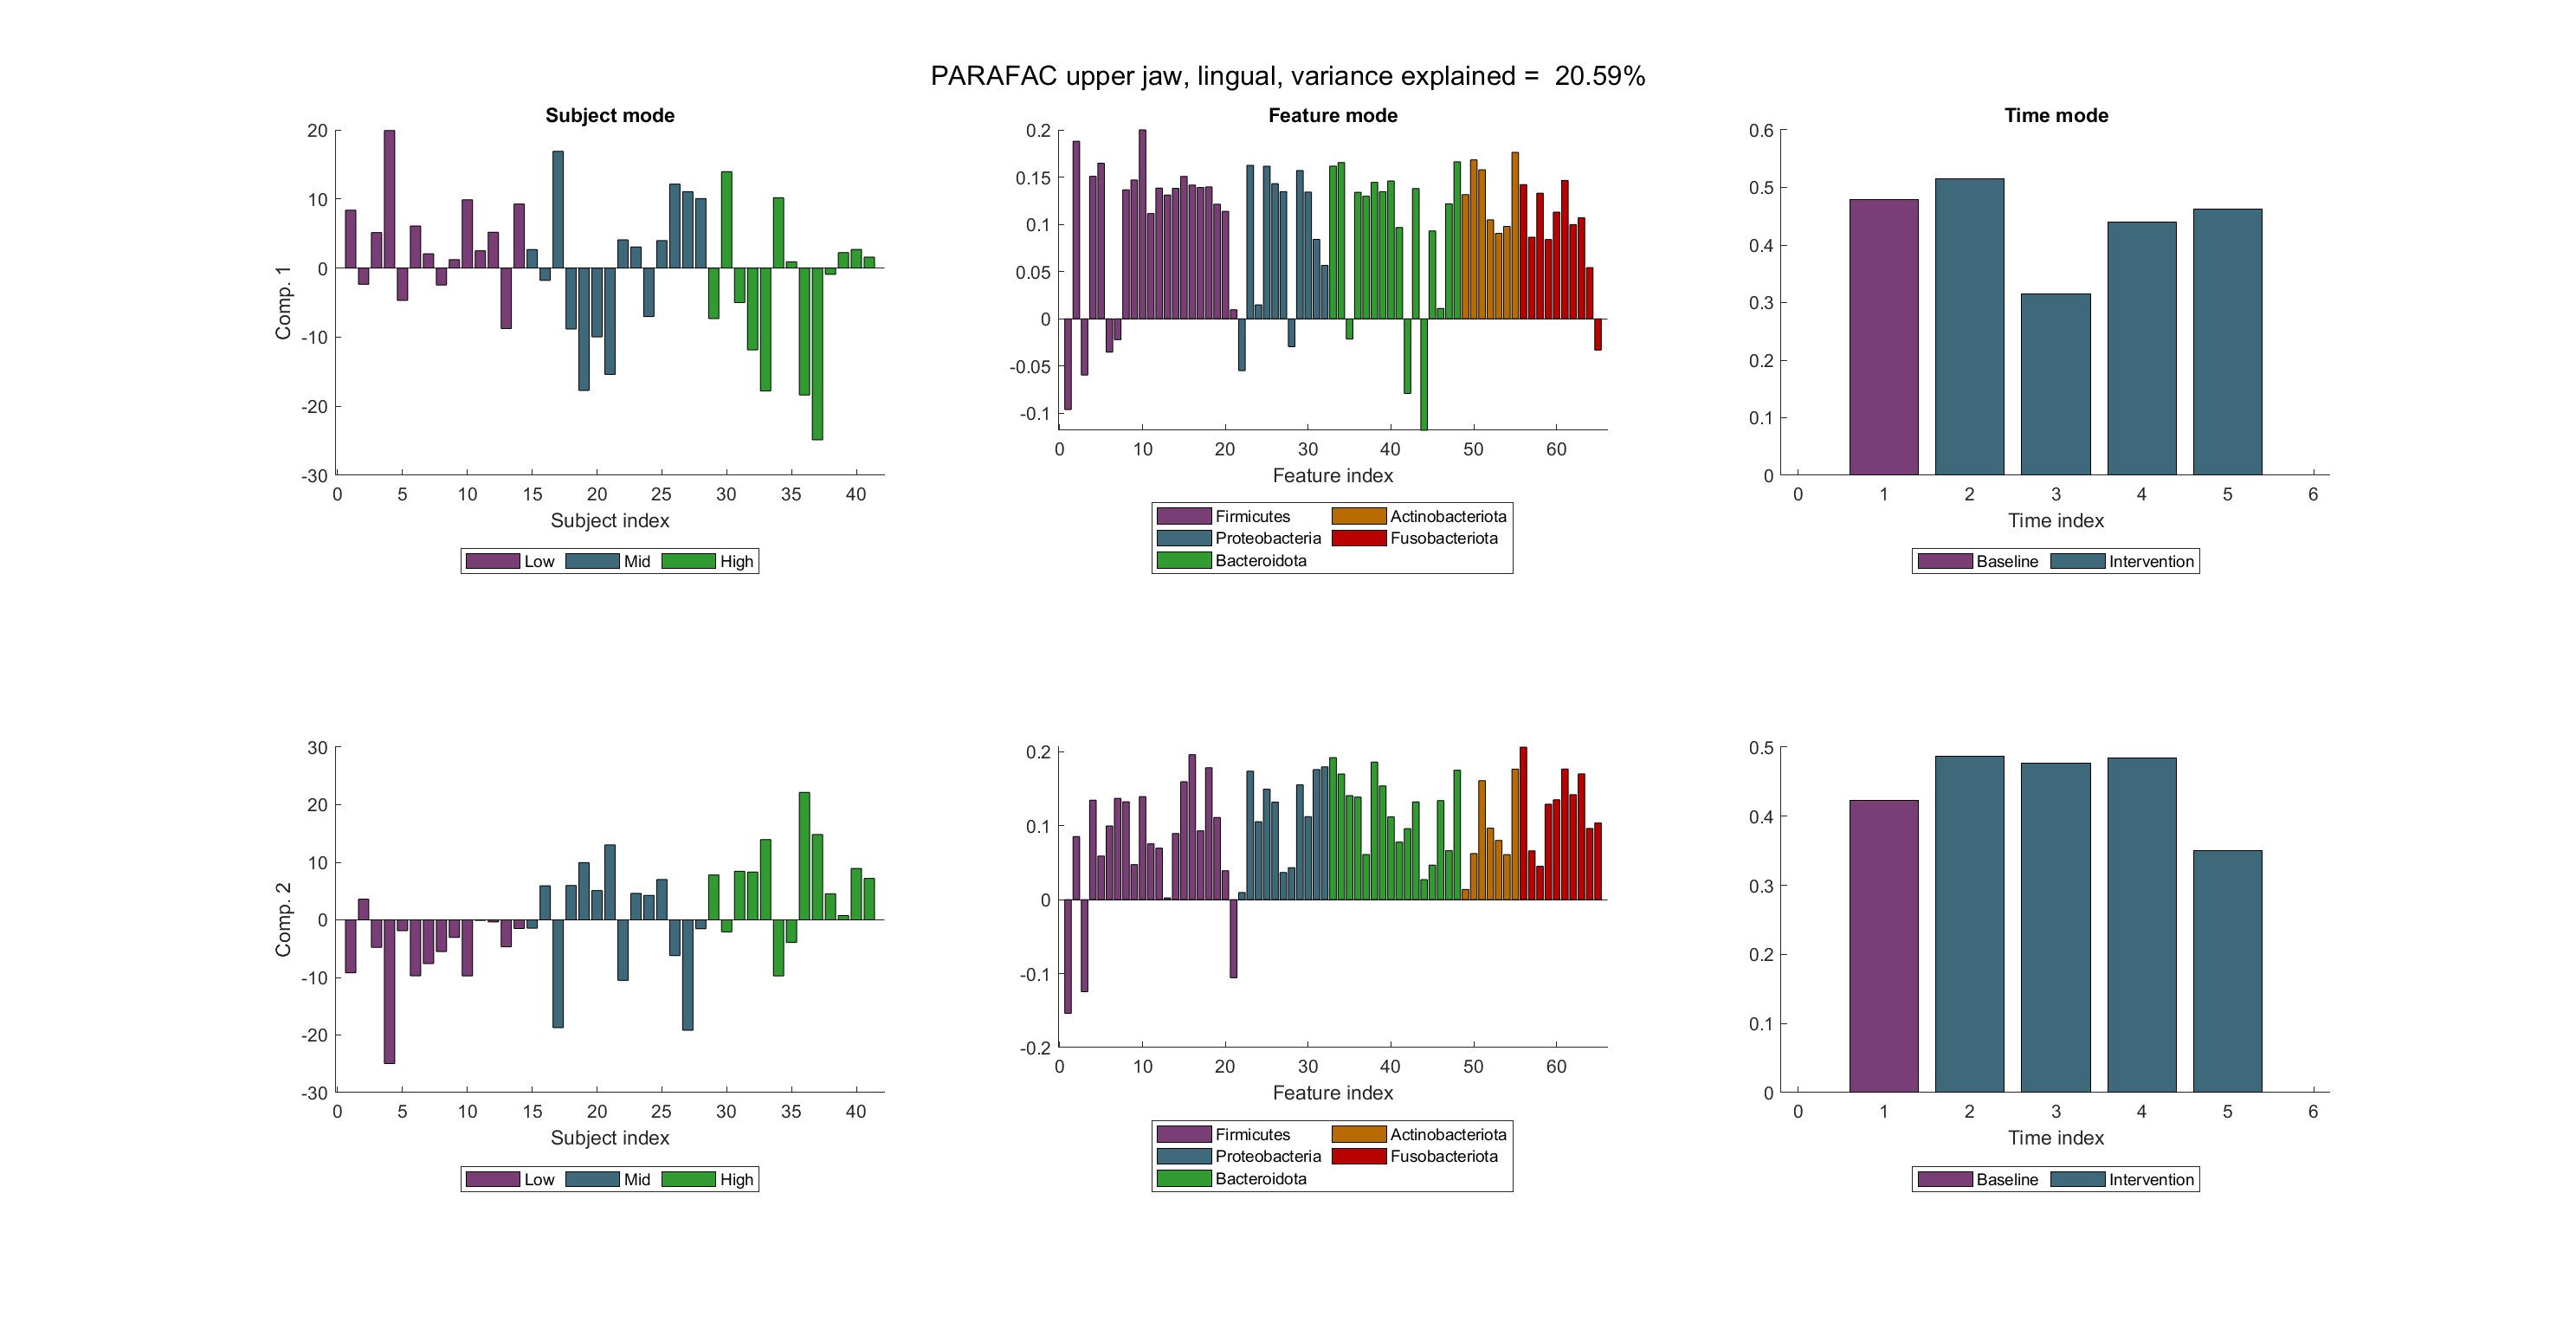 PARAFAC upper jaw, lingual, variance explained = 20.59%
Subject mode
Comp. 1
20
10
0
-10
-20
-30
0 5 10 15 20 25 30 35 40
Subject index
Low Mid High
Feature mode
0.2
0.15
0.1
0.05
0
-0.05
-0.1
0 10 20 30 40 50 60
Feature index
Firmicutes Actinobacteriota
Proteobacteria Fusobacteriota
Bacteroidota
Time mode
0.6
0.5
0.4
0.3
0.2
0.1
0
0 1 2 3 4 5 6
Time index
Baseline Intervention
Comp. 2
30
20
10
0
-10
-20
-30
0 5 10 15 20 25 30 35 40
Subject index
Low Mid High
0.2
0.1
0
-0.1
-0.2
0 10 20 30 40 50 60
Feature index
Firmicutes Actinobacteriota
Proteobacteria Fusobacteriota
Bacteroidota
0.5
0.4
0.3
0.2
0.1
0
0 1 2 3 4 5 6
Time index
Baseline Intervention